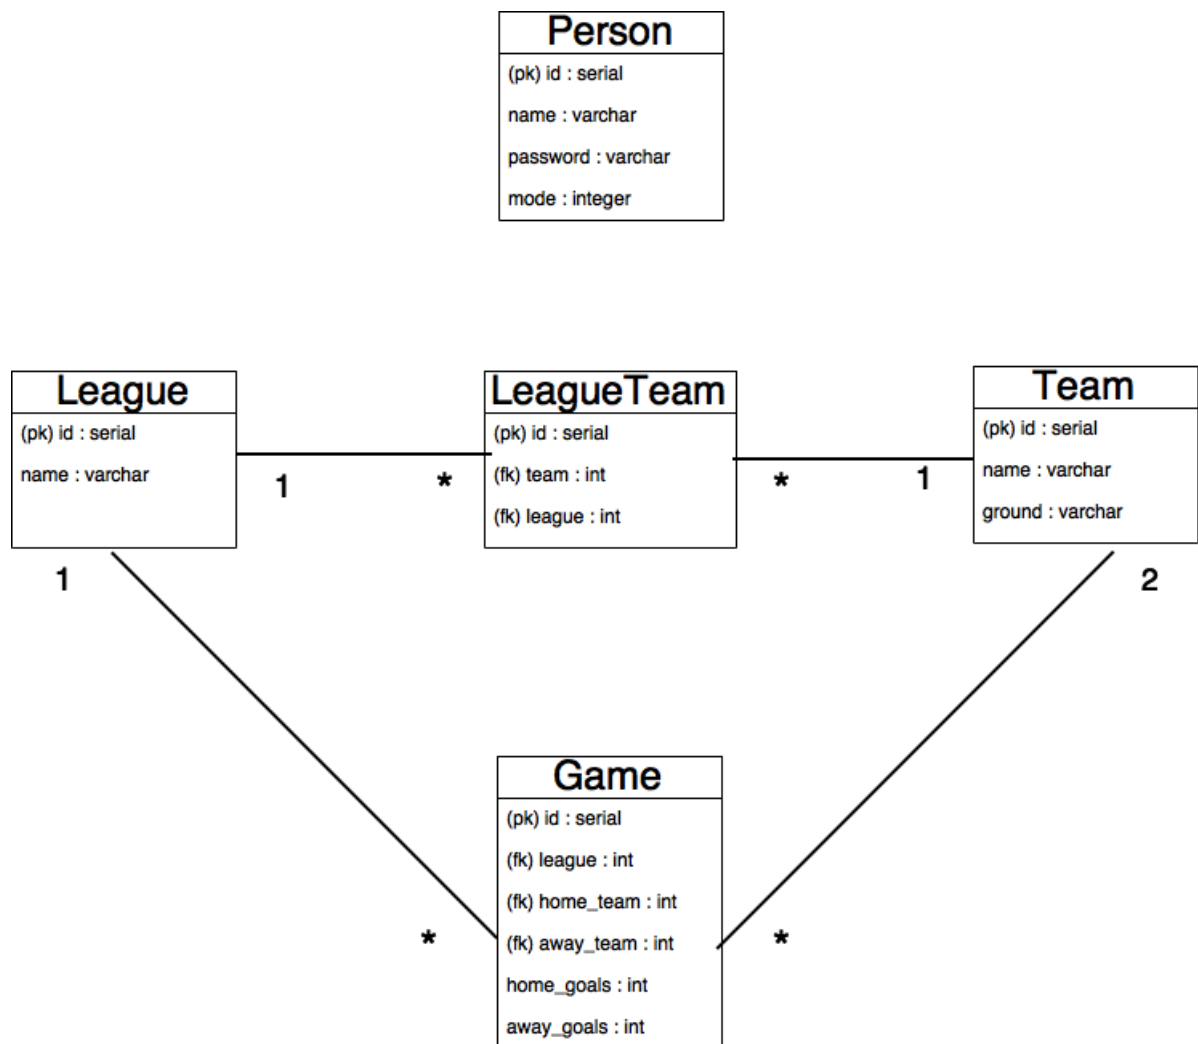 Person
(pk) id : serial
name : varchar
password : varchar
mode : integer
League
(pk) id : serial
name : varchar
LeagueTeam
(pk) id : serial
(fk) team : int
(fk) league : int
Team
(pk) id : serial
name : varchar
ground : varchar
1
*
*
1
1
2
Game
(pk) id : serial
(fk) league : int
(fk) home_team : int
(fk) away_team : int
home_goals : int
away_goals : int
*
*